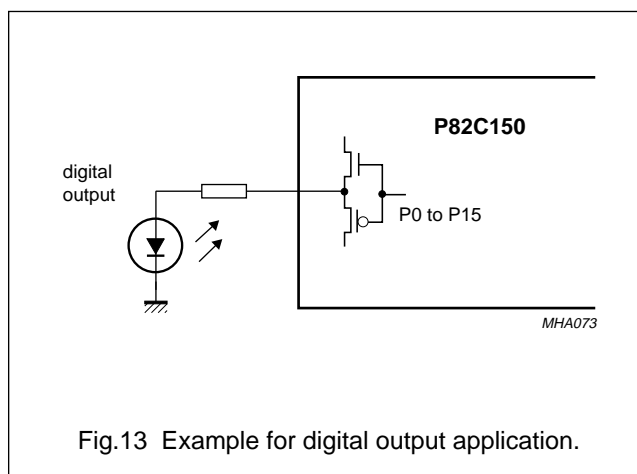 P82C150
digital
output
P0 to P15
MHA073
Fig.13 Example for digital output application.